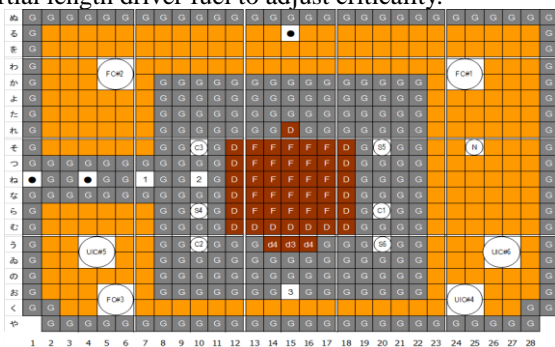 rtial length driver fuel to adjust criticality.
ぬ G G G G G G G G G G G G G G G G G G G G G G G G G G G G
る G ● G
を G G
わ G G
FC#2 FC#1
か G G G G G G G G G G G G G G G G G
よ G G G G G G G G G G G G G G G G G
た G G G G G G G G G G G G G G G G G
れ G G G G G G G G D G G G G G G G G
そ G G G C3 G D F F F F F D G S5 G G N G
つ G G G G G G G G G G G D F F F F F D G G G G G
ね ● G G ● G G 1 G G 2 G D F F F F F D G G G G G
な G G G G G G G G G G G D F F F F F D G G G G G
ら G G G S4 G D F F F F F D G C1 G G G
む G G G G G D D D D D D D G G G G G
う G UIC#5 G G C2 G G G d4 d3 d4 G G G S6 G G UIC#6 G
ゐ G G G G G G G G G G G G G G G G G
の G G G G G G G G G G G G G G G G G
お G FC#3 G G G G G G G 3 G G G G G G G UIC#4 G
く G G G G
や G G G G G G G G G G G G G G G G G G G G G G G G G G G
1 2 3 4 5 6 7 8 9 10 11 12 13 14 15 16 17 18 19 20 21 22 23 24 25 26 27 28